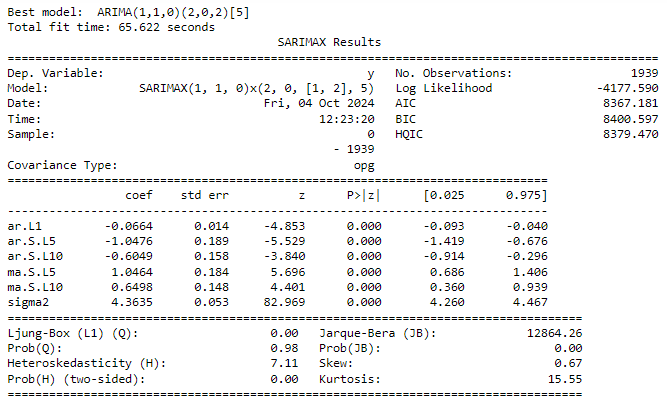 Best model:  ARIMA(1,1,0)(2,0,2)[5]
Total fit time: 65.622 seconds
SARIMAX Results
==============================================================================
Dep. Variable: y No. Observations: 1939
Model: SARIMAX(1, 1, 0)x(2, 0, [1, 2], 5) Log Likelihood -4177.590
Date: Fri, 04 Oct 2024 AIC 8367.181
Time: 12:23:20 BIC 8400.597
Sample: 0 HQIC 8379.470
- 1939
Covariance Type: opg
==============================================================================
coef std err z P>|z| [0.025 0.975]
------------------------------------------------------------------------------
ar.L1 -0.0664 0.014 -4.853 0.000 -0.093 -0.040
ar.S.L5 -1.0476 0.189 -5.529 0.000 -1.419 -0.676
ar.S.L10 -0.6049 0.158 -3.840 0.000 -0.914 -0.296
ma.S.L5 1.0464 0.184 5.696 0.000 0.686 1.406
ma.S.L10 0.6498 0.148 4.401 0.000 0.360 0.939
sigma2 4.3635 0.053 82.969 0.000 4.260 4.467
==============================================================================
Ljung-Box (L1) (Q): 0.00 Jarque-Bera (JB): 12864.26
Prob(Q): 0.98 Prob(JB): 0.00
Heteroskedasticity (H): 7.11 Skew: 0.67
Prob(H) (two-sided): 0.00 Kurtosis: 15.55
==============================================================================